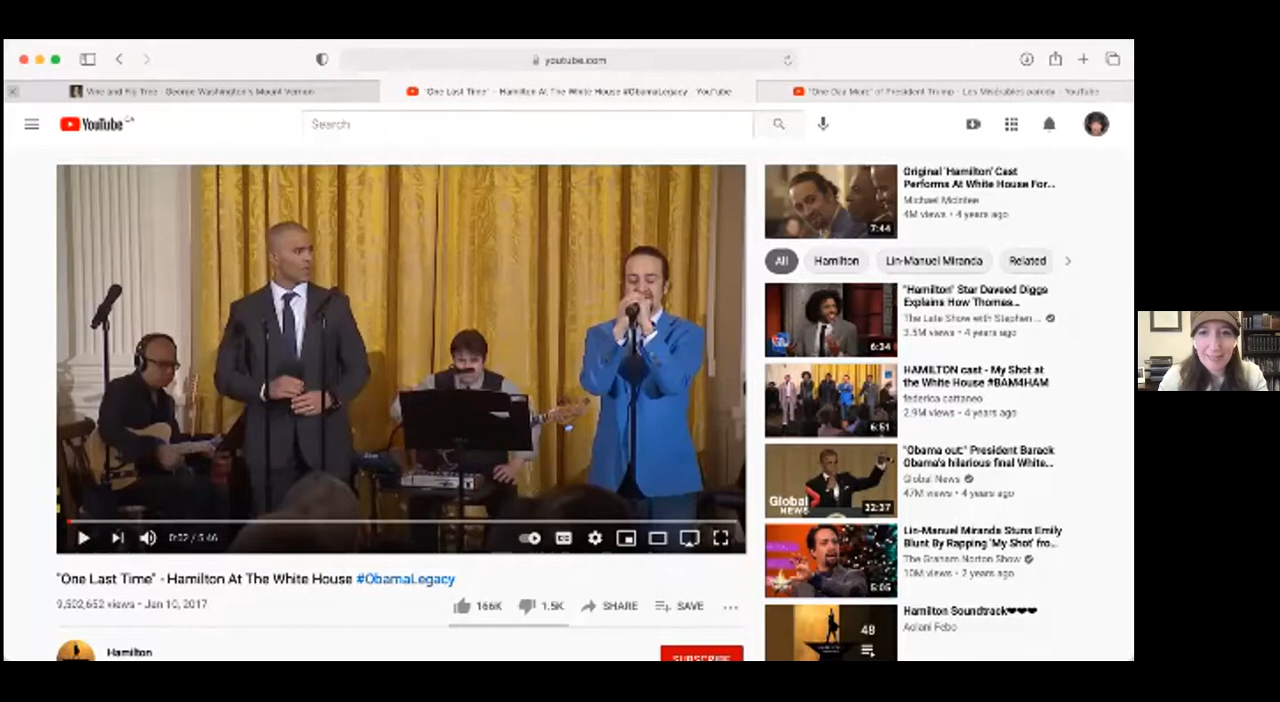 youtube.com
Vine and Fig Tree · George Washington's Mount Vernon
"One Last Time" - Hamilton At The White House #ObamaLegacy - YouTube
"One Day More" of President Trump - Les Misérables parody - YouTube
YouTube CA
Search
Original 'Hamilton' Cast
Performs At White House For...
Michael McIntee
4M views • 4 years ago
7:44
All
Hamilton
Lin-Manuel Miranda
Related
"Hamilton" Star Daveed Diggs
Explains How Thomas...
The Late Show with Stephen ...
3.5M views • 4 years ago
6:34
HAMILTON cast - My Shot at
the White House #BAM4HAM
federica cattaneo
2.9M views • 4 years ago
6:51
"Obama out:" President Barack
Obama's hilarious final White...
Global News
47M views • 4 years ago
Global
NEWS
32:37
Lin-Manuel Miranda Stuns Emily
Blunt By Rapping 'My Shot' fro...
The Graham Norton Show
10M views • 2 years ago
5:05
Hamilton Soundtrack❤❤❤
Aolani Febo
48
0:02 / 5:46
CC
"One Last Time" - Hamilton At The White House #ObamaLegacy
9,502,652 views • Jan 10, 2017
166K
1.5K
SHARE
SAVE
Hamilton
SUBSCRIBE